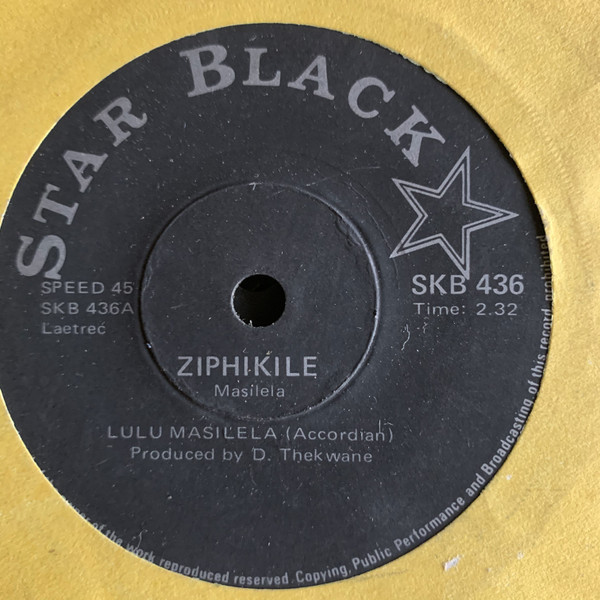 STAR BLACK
SPEED 45
SKB 436A
Laetrec
SKB 436
Time: 2.32
ZIPHIKILE
Masilela
LULU MASILELA (Accordian)
Produced by D. Thekwane
of the work reproduced reserved. Copying, Public Performance and Broadcasting of this record prohibited